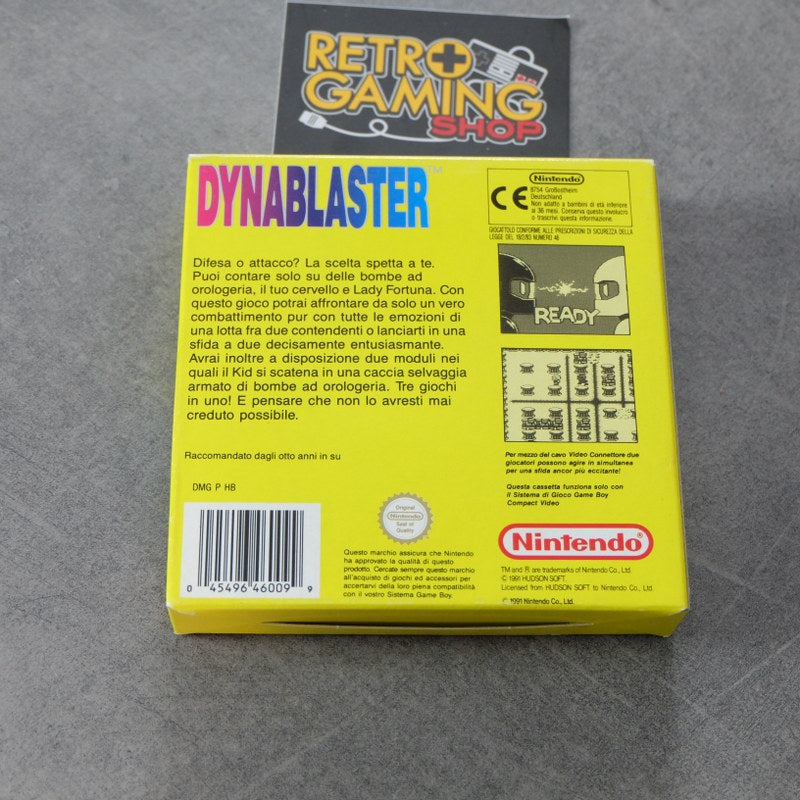 RETRO
GAMING
SHOP
DYNABLASTER™
Difesa o attacco? La scelta spetta a te.
Puoi contare solo su delle bombe ad
orologeria, il tuo cervello e Lady Fortuna. Con
questo gioco potrai affrontare da solo un vero
combattimento pur con tutte le emozioni di
una lotta fra due contendenti o lanciarti in una
sfida a due decisamente entusiasmante.
Avrai inoltre a disposizione due moduli nei
quali il Kid si scatena in una caccia selvaggia
armato di bombe ad orologeria. Tre giochi
in uno! E pensare che non lo avresti mai
creduto possibile.
Raccomandato dagli otto anni in su
DMG P HB
0 45496 46009 9
Original
Nintendo
Seal of
Quality
Questo marchio assicura che Nintendo
ha approvato la qualità di questo
prodotto. Cercate sempre questo marchio
all'acquisto di giochi ed accessori per
accertarvi della loro piena compatibilità
con il vostro Sistema Game Boy.
CE
Nintendo
8754 Großostheim
Deutschland
Non adatto a bambini di età inferiore
ai 36 mesi. Conserva questo involucro
o trascrivi questa informazione.
GIOCATTOLO CONFORME ALLE PRESCRIZIONI DI SICUREZZA DELLA
LEGGE DEL 18/2/83 NUMERO 46
READY
Per mezzo del cavo Video Connettore due
giocatori possono agire in simultanea
per una sfida ancor più eccitante!
Questa cassetta funziona solo con
il Sistema di Gioco Game Boy
Compact Video
Nintendo®
TM and ® are trademarks of Nintendo Co., Ltd.
© 1991 HUDSON SOFT.
Licensed from HUDSON SOFT to Nintendo Co., Ltd.
© 1991 Nintendo Co., Ltd.